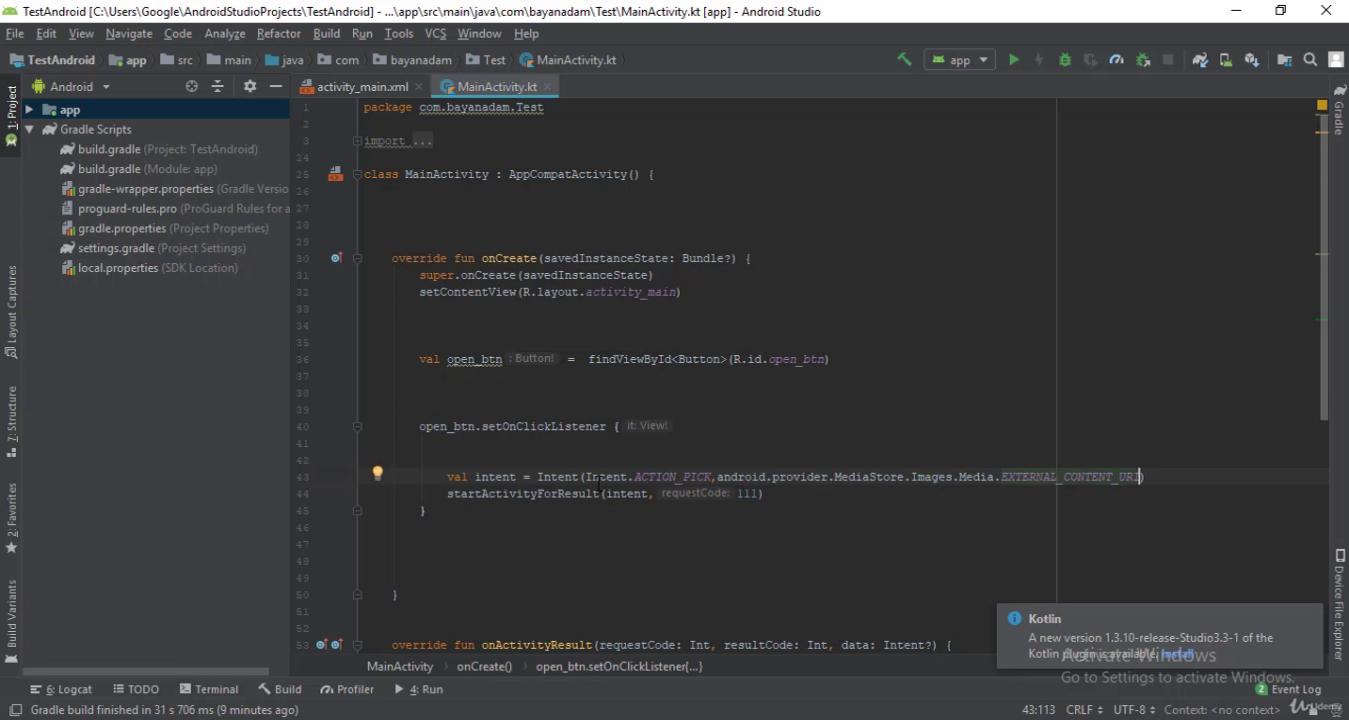 TestAndroid [C:\Users\Google\AndroidStudioProjects\TestAndroid] - ...\app\src\main\java\com\bayanadam\Test\MainActivity.kt [app] - Android Studio
File Edit View Navigate Code Analyze Refactor Build Run Tools VCS Window Help
TestAndroid app src main java com bayanadam Test MainActivity.kt app
Android activity_main.xml MainActivity.kt
1: Project
Layout Captures
7: Structure
2: Favorites
Build Variants
app
Gradle Scripts
build.gradle (Project: TestAndroid)
build.gradle (Module: app)
gradle-wrapper.properties (Gradle Versio
proguard-rules.pro (ProGuard Rules for a
gradle.properties (Project Properties)
settings.gradle (Project Settings)
local.properties (SDK Location)
1 package com.bayanadam.Test
2
3 import ...
24
25 class MainActivity : AppCompatActivity() {
26
27
28
29
30 override fun onCreate(savedInstanceState: Bundle?) {
31 super.onCreate(savedInstanceState)
32 setContentView(R.layout.activity_main)
33
34
35
36 val open_btn : Button! = findViewById<Button>(R.id.open_btn)
37
38
39
40 open_btn.setOnClickListener { it: View!
41
42
43 val intent = Intent(Intent.ACTION_PICK,android.provider.MediaStore.Images.Media.EXTERNAL_CONTENT_URI)
44 startActivityForResult(intent, requestCode: 111)
45 }
46
47
48
49
50 }
51
52
53 override fun onActivityResult(requestCode: Int, resultCode: Int, data: Intent?) {
MainActivity onCreate() open_btn.setOnClickListener{...}
Gradle
Device File Explorer
Kotlin
A new version 1.3.10-release-Studio3.3-1 of the
Kotlin plugin is available. Install
Activate Windows
Go to Settings to activate Windows.
6: Logcat TODO Terminal Build Profiler 4: Run 2 Event Log
Gradle build finished in 31 s 706 ms (9 minutes ago) 43:113 CRLF UTF-8 Context: <no context>
Udemy